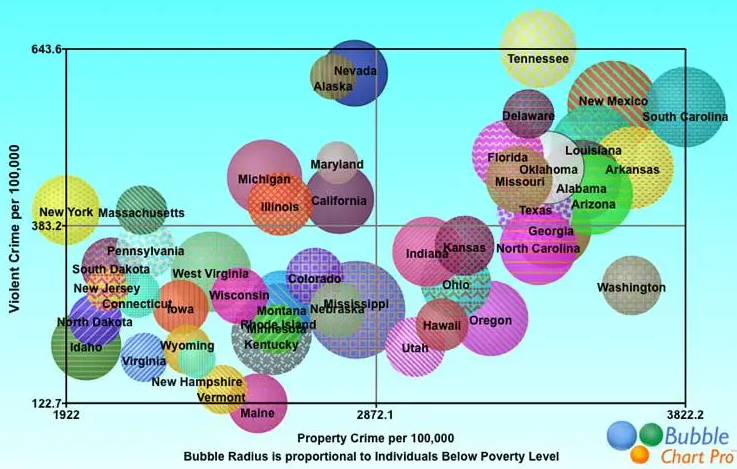 643.6
Tennessee
Nevada
Alaska
New Mexico
Delaware
South Carolina
Florida
Louisiana
Maryland
Oklahoma
Arkansas
Michigan
Missouri
Alabama
California
Arizona
Illinois
New York
Massachusetts
Texas
383.2
Georgia
Pennsylvania
Kansas
North Carolina
Indiana
South Dakota
West Virginia
Colorado
Ohio
New Jersey
Washington
Wisconsin
Connecticut
Mississippi
Iowa
Montana
Nebraska
North Dakota
Rhode Island
Oregon
Hawaii
Minnesota
Idaho
Wyoming
Kentucky
Utah
Virginia
New Hampshire
Vermont
Maine
122.7
1922
2872.1
3822.2
Violent Crime per 100,000
Property Crime per 100,000
Bubble Radius is proportional to Individuals Below Poverty Level
Bubble
Chart Pro™